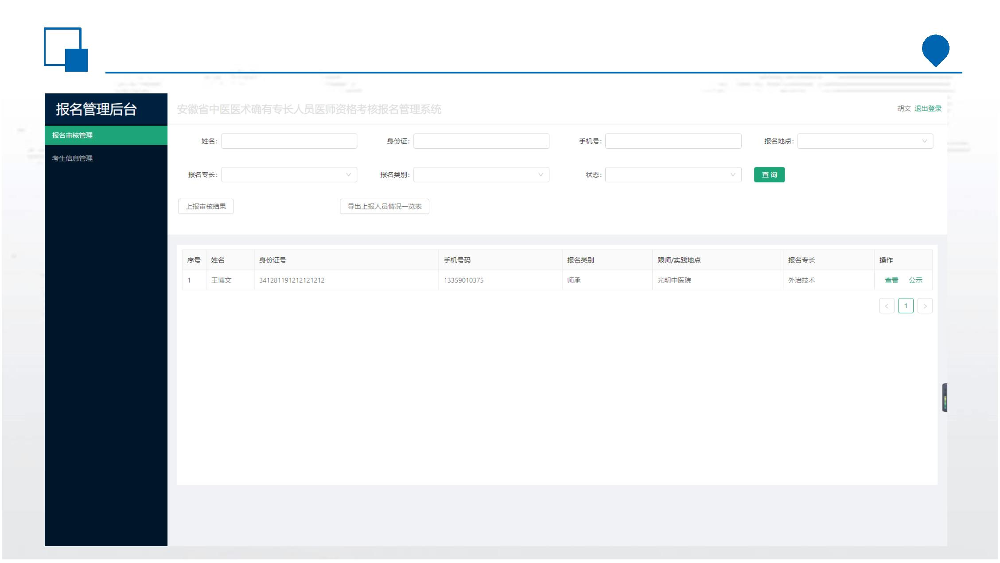 报名管理后台
安徽省中医医术确有专长人员医师资格考核报名管理系统
胡文 退出登录
报名审核管理
考生信息管理
姓名:
身份证:
手机号:
报名地点:
报名专长:
报名类别:
状态:
查 询
上报审核结果
导出上报人员情况一览表
序号 姓名 身份证号 手机号码 报名类别 跟师/实践地点 报名专长 操作
1 王博文 341281191212121212 13359010375 师承 光明中医院 外治技术 查看 公示
< 1 >